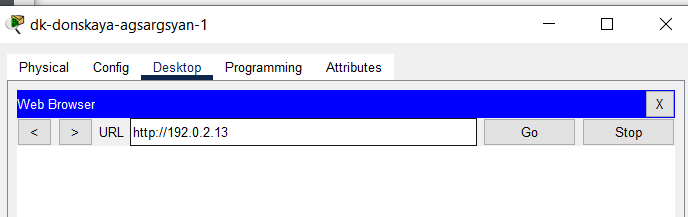 dk-donskaya-agsargsyan-1
Physical Config Desktop Programming Attributes
Web Browser X
< > URL http://192.0.2.13 Go Stop